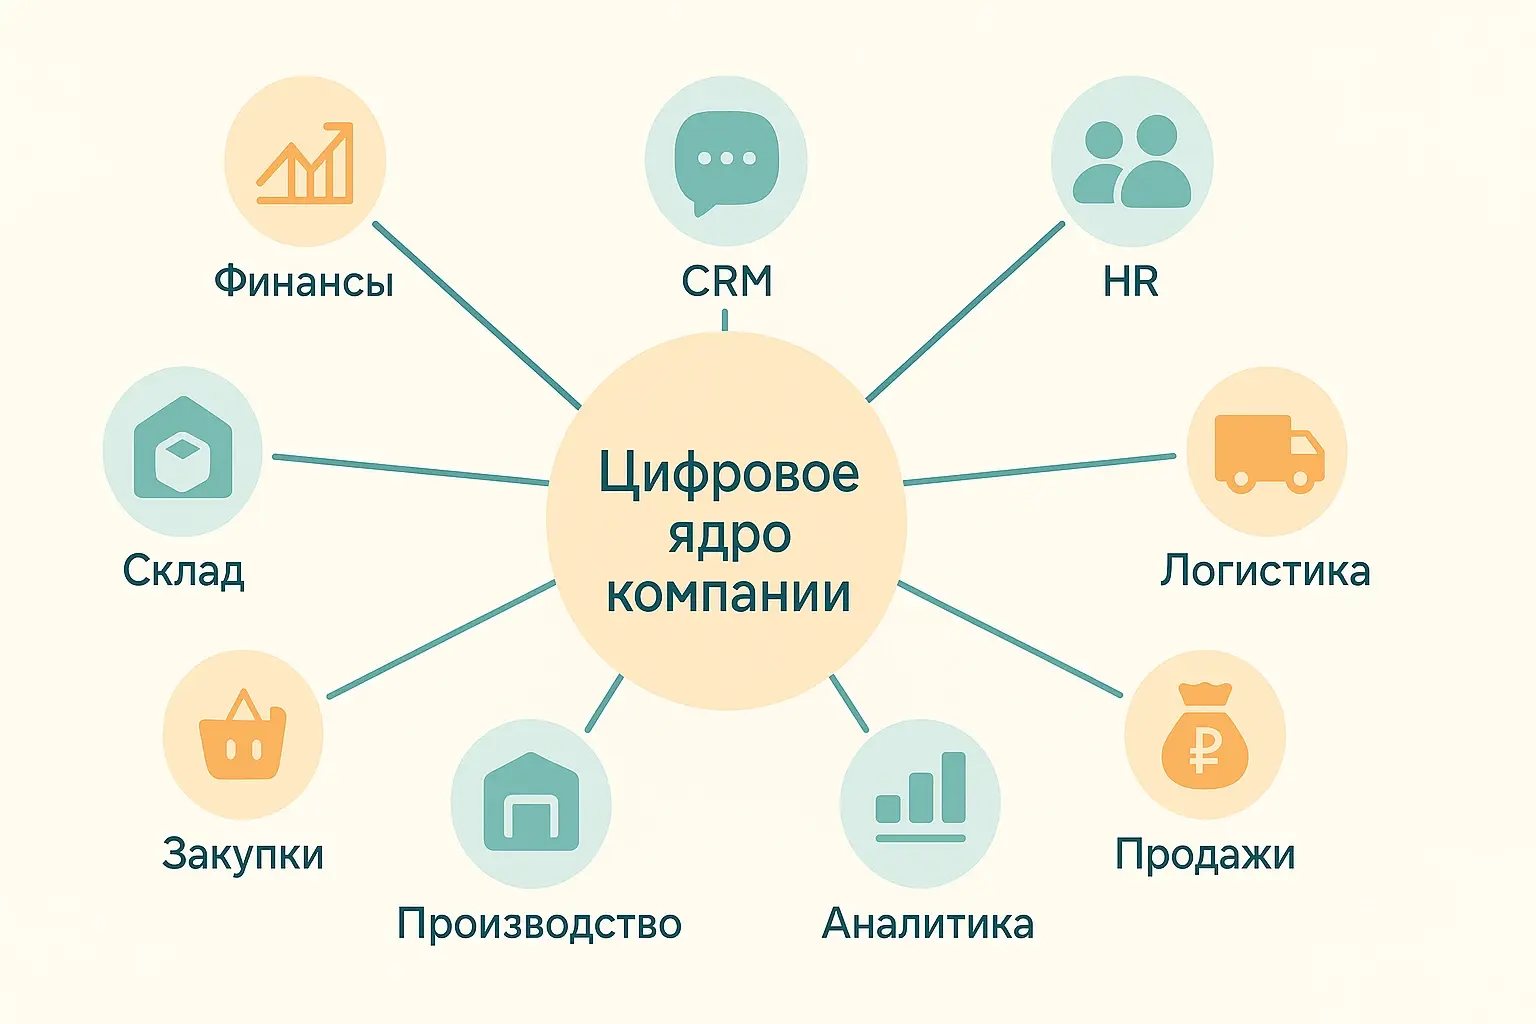 Финансы
CRM
HR
Склад
Цифровое
ядро
компании
Логистика
Закупки
Производство
Аналитика
₽
Продажи